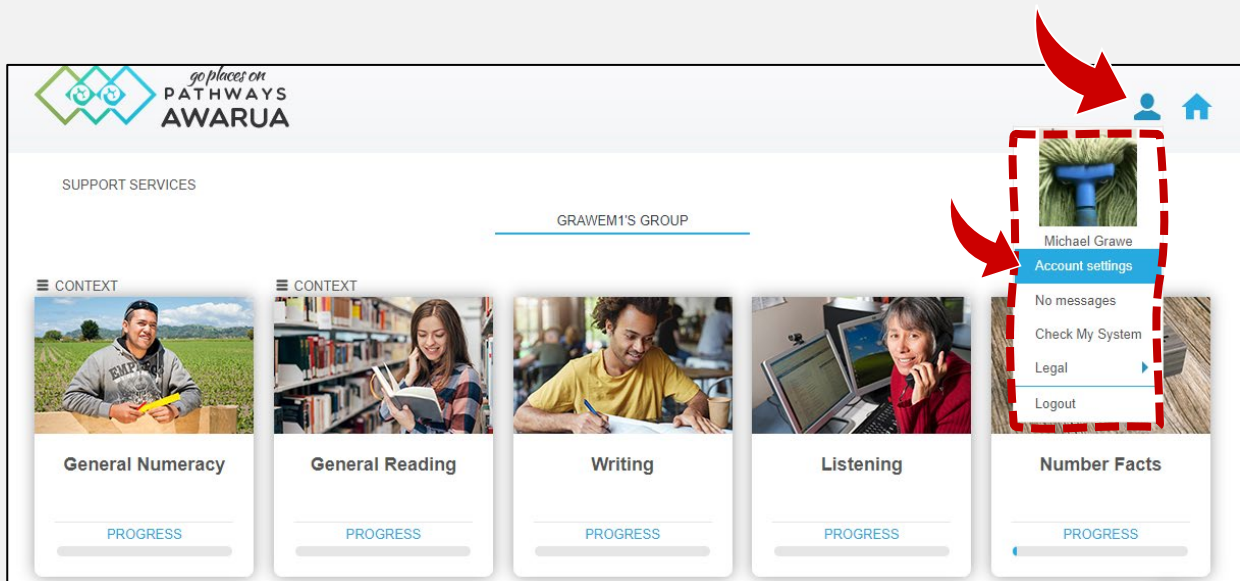 go places on
PATHWAYS
AWARUA
SUPPORT SERVICES
GRAWEM1'S GROUP
Michael Grawe
Account settings
No messages
Check My System
Legal
Logout
CONTEXT
CONTEXT
General Numeracy
General Reading
Writing
Listening
Number Facts
PROGRESS
PROGRESS
PROGRESS
PROGRESS
PROGRESS